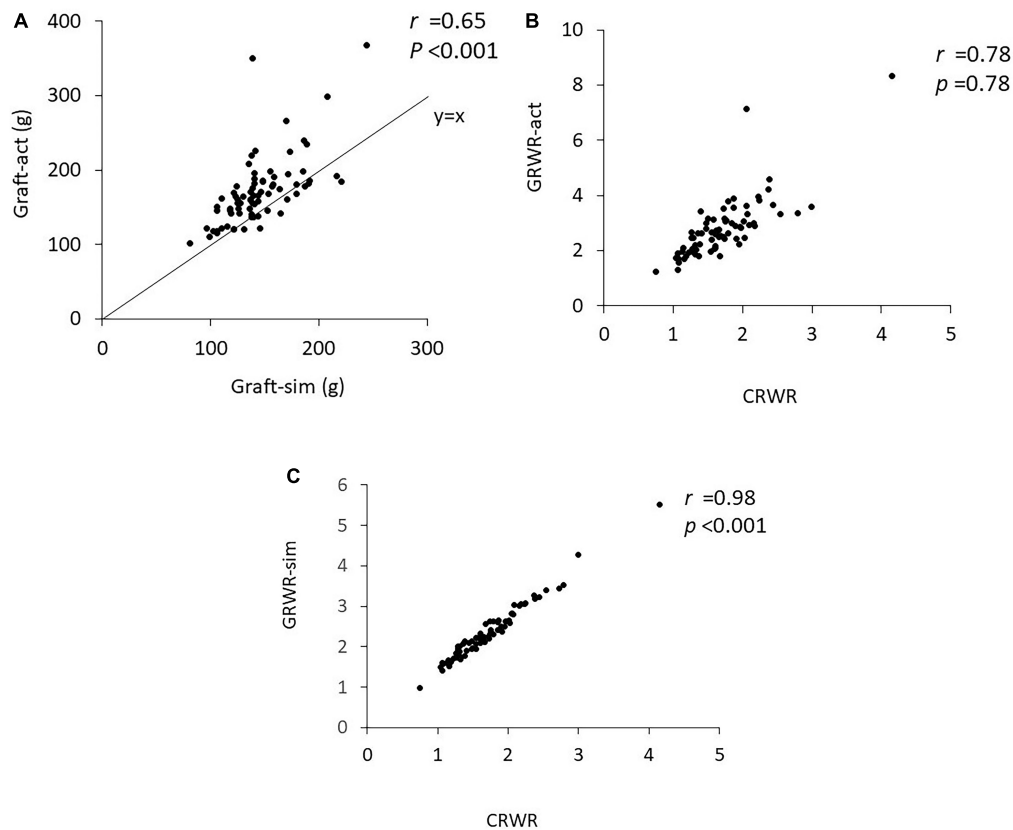 A
r =0.65
P <0.001
400
300
200
100
0
Graft-act (g)
y=x
0 100 200 300
Graft-sim (g)
B
r =0.78
p =0.78
10
8
6
4
2
0
GRWR-act
0 1 2 3 4 5
CRWR
C
r =0.98
p <0.001
6
5
4
3
2
1
0
GRWR-sim
0 1 2 3 4 5
CRWR